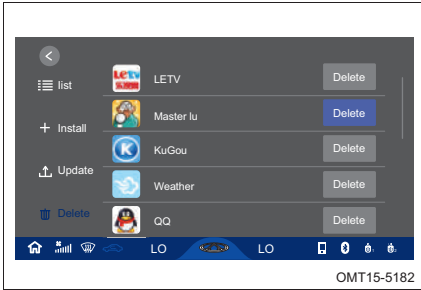 list
LETV Delete
Master lu Delete
+ Install
KuGou Delete
Update
Weather Delete
Delete
QQ Delete
LO LO
OMT15-5182